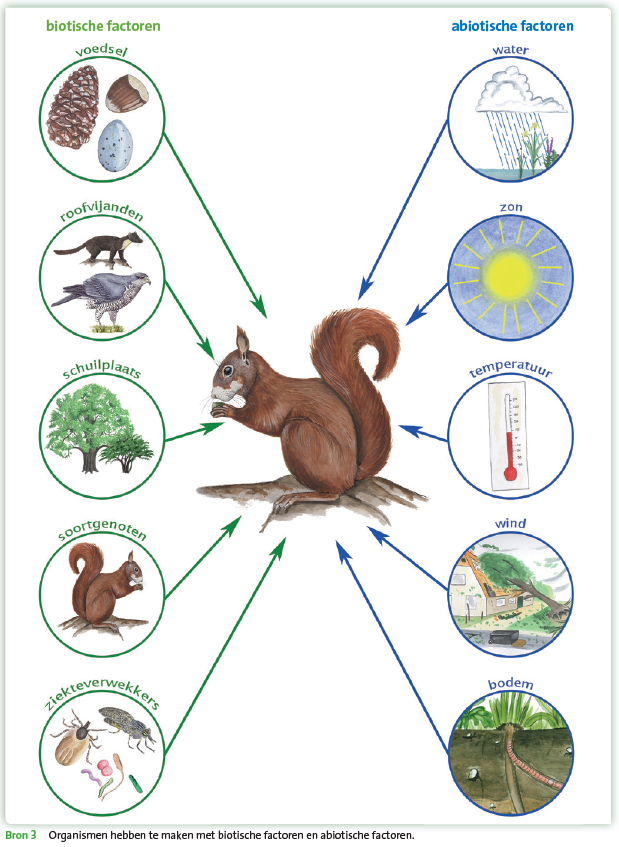 biotische factoren
abiotische factoren
voedsel
water
roofvijanden
zon
schuilplaats
temperatuur
soortgenoten
wind
ziekteverwekkers
bodem
Bron 3 Organismen hebben te maken met biotische factoren en abiotische factoren.